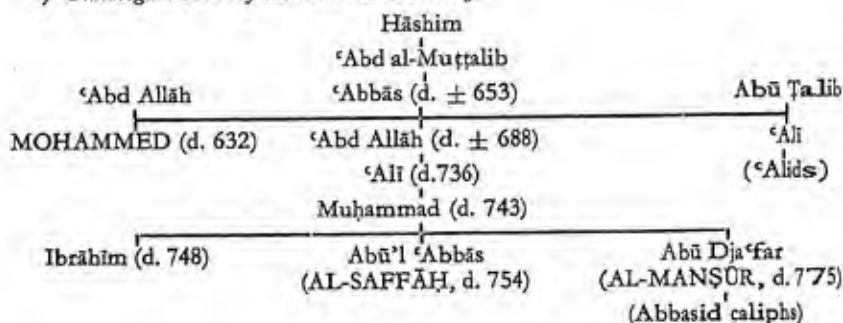 Hāshim
ʿAbd al-Muṭṭalib
ʿAbd Allāh ʿAbbās (d. ± 653) Abū Ṭalib
MOHAMMED (d. 632) ʿAbd Allāh (d. ± 688) ʿAlī
ʿAlī (d.736) (ʿAlids)
Muḥammad (d. 743)
Ibrāhīm (d. 748) Abū'l ʿAbbās Abū Djaʿfar
(AL-SAFFĀḤ, d. 754) (AL-MANṢŪR, d.775)
(Abbasid caliphs)